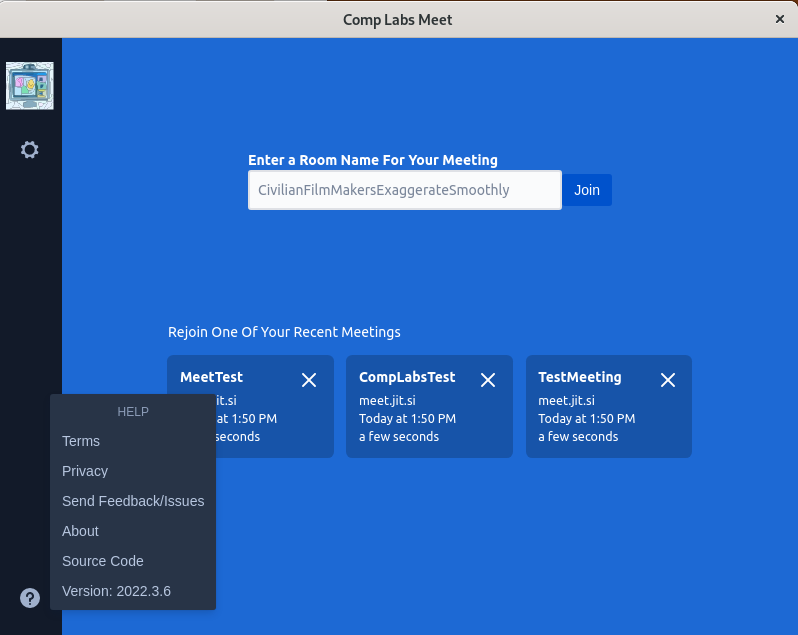 Comp Labs Meet
Enter a Room Name For Your Meeting
CivilianFilmMakersExaggerateSmoothly
Join
Rejoin One Of Your Recent Meetings
MeetTest
it.si
at 1:50 PM
seconds
CompLabsTest
meet.jit.si
Today at 1:50 PM
a few seconds
TestMeeting
meet.jit.si
Today at 1:50 PM
a few seconds
HELP
Terms
Privacy
Send Feedback/Issues
About
Source Code
Version: 2022.3.6